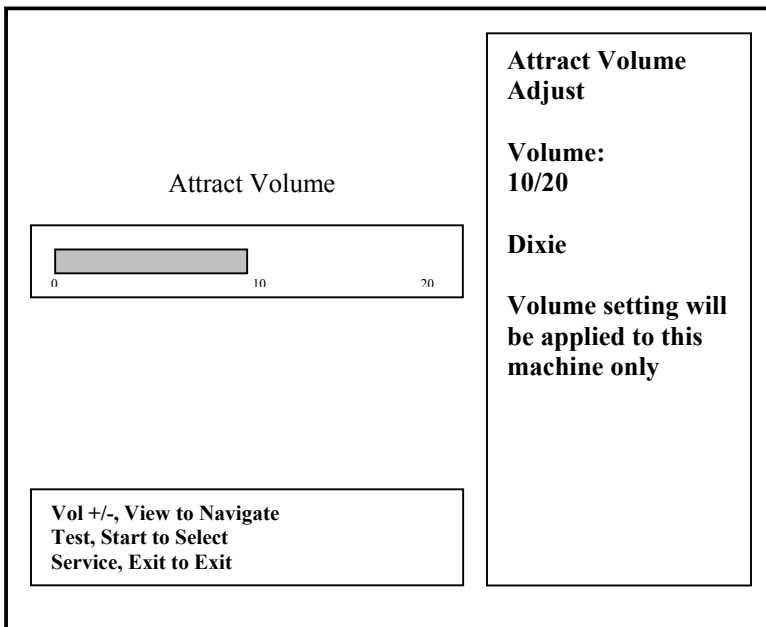 Attract Volume
0 10 20
Vol +/-, View to Navigate
Test, Start to Select
Service, Exit to Exit
Attract Volume
Adjust
Volume:
10/20
Dixie
Volume setting will
be applied to this
machine only